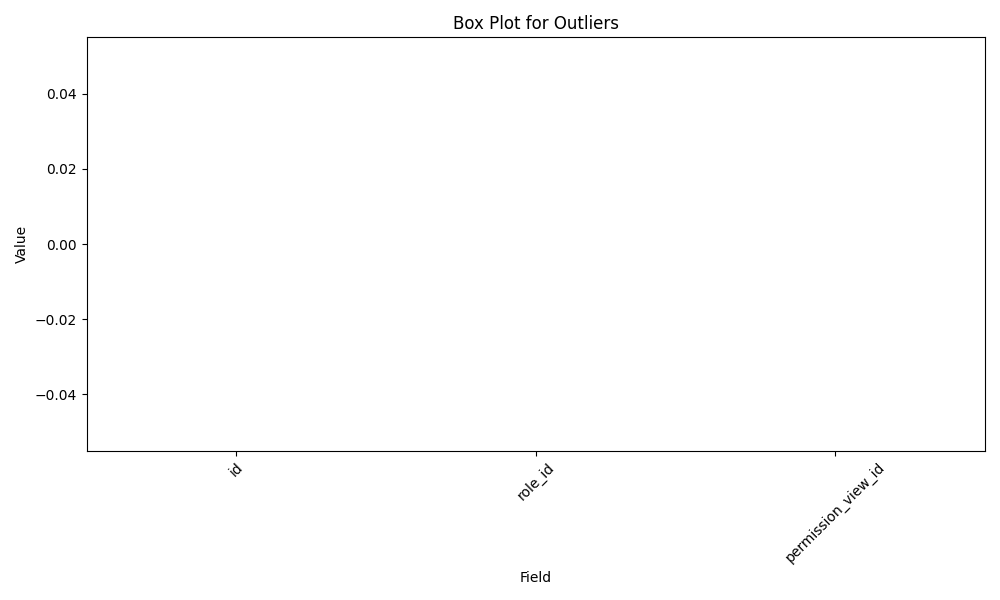 Box Plot for Outliers
Value
0.04
0.02
0.00
−0.02
−0.04
id
role_id
permission_view_id
Field